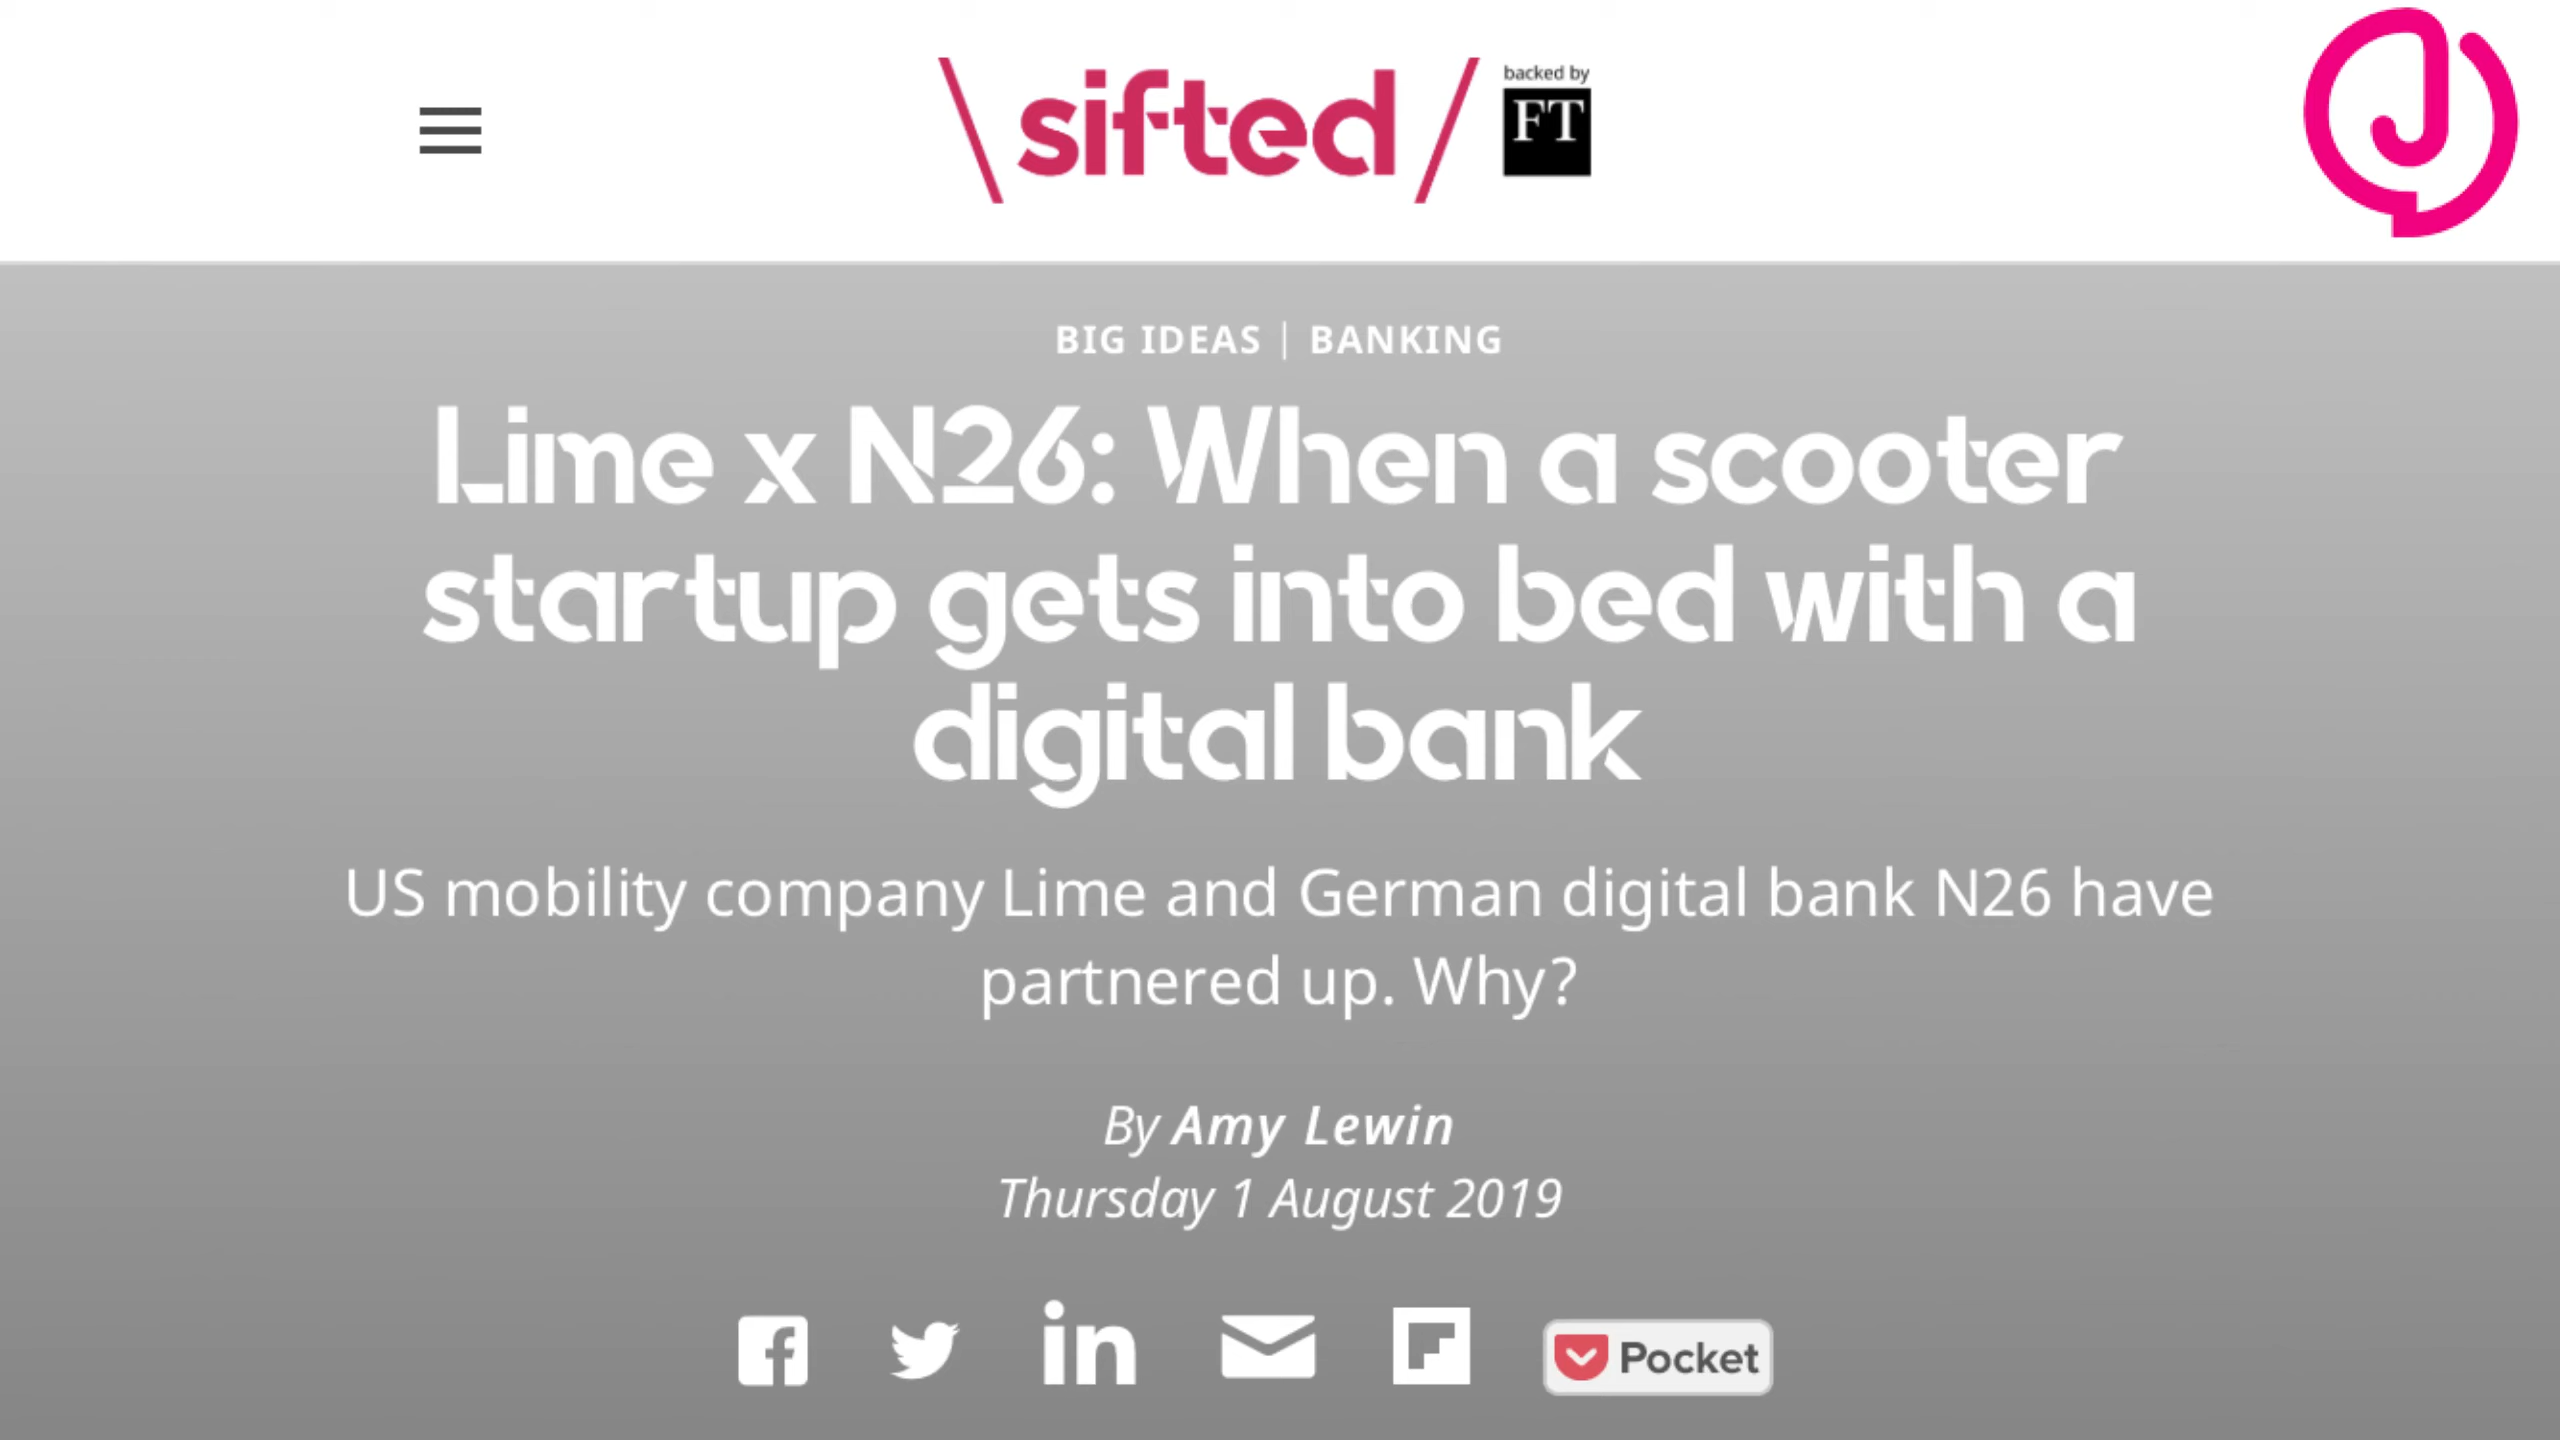 \sifted/
backed by
FT
BIG IDEAS | BANKING
Lime x N26: When a scooter
startup gets into bed with a
digital bank
US mobility company Lime and German digital bank N26 have
partnered up. Why?
By Amy Lewin
Thursday 1 August 2019
Pocket